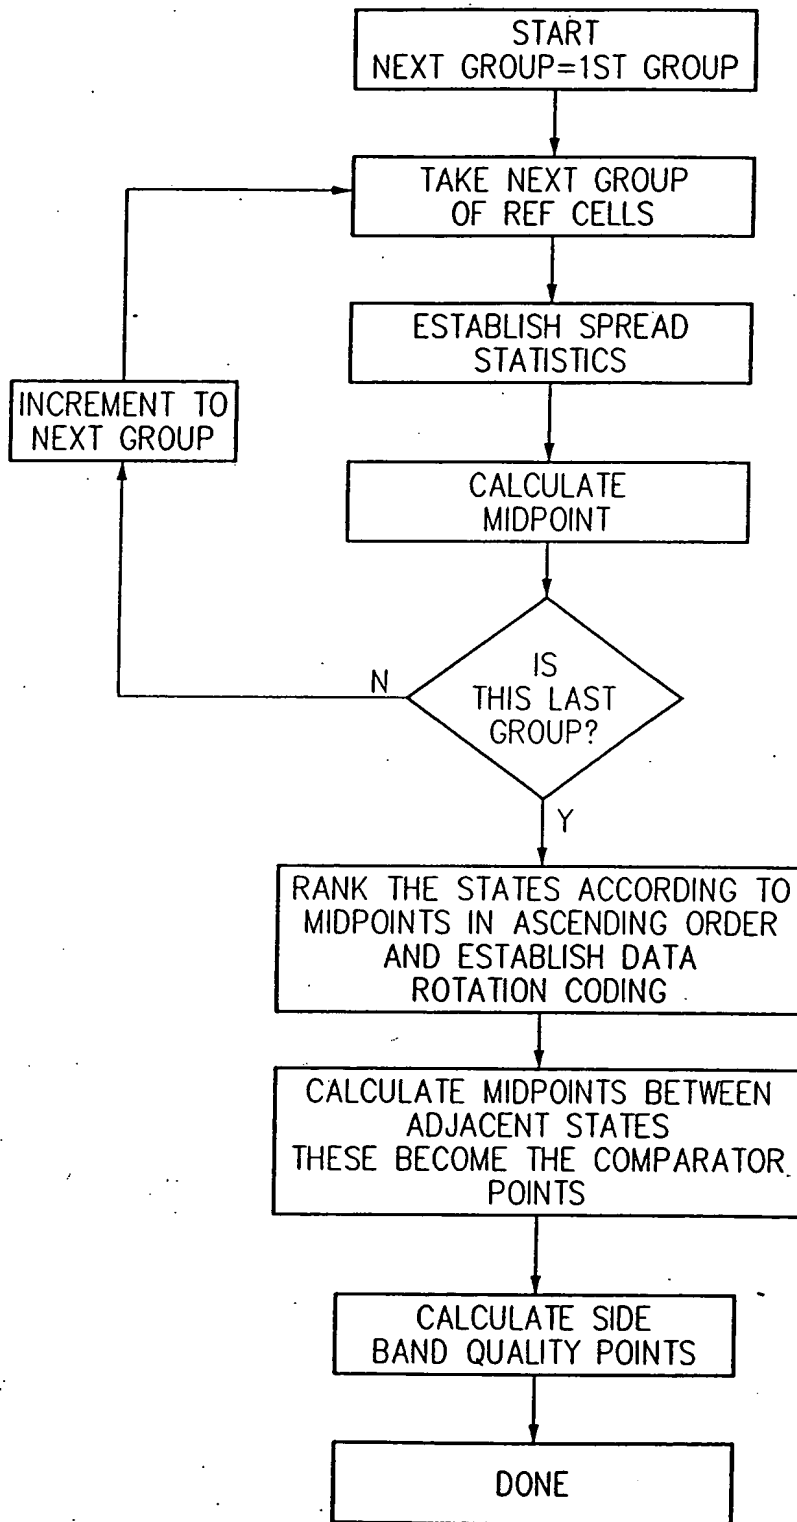 START
NEXT GROUP=1ST GROUP
TAKE NEXT GROUP
OF REF CELLS
ESTABLISH SPREAD
STATISTICS
INCREMENT TO
NEXT GROUP
CALCULATE
MIDPOINT
IS
THIS LAST
GROUP?
N
Y
RANK THE STATES ACCORDING TO
MIDPOINTS IN ASCENDING ORDER
AND ESTABLISH DATA
ROTATION CODING
CALCULATE MIDPOINTS BETWEEN
ADJACENT STATES
THESE BECOME THE COMPARATOR
POINTS
CALCULATE SIDE
BAND QUALITY POINTS
DONE